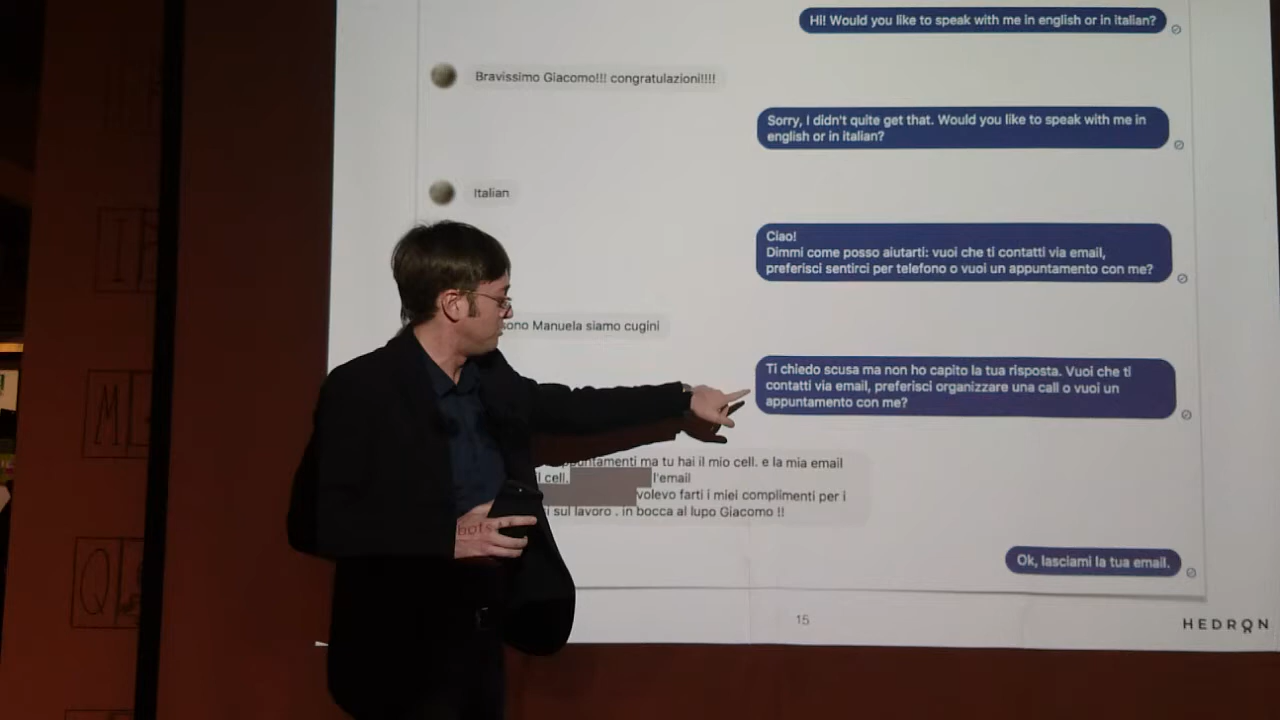 Hi! Would you like to speak with me in english or in italian?
Bravissimo Giacomo!!! congratulazioni!!!!
Sorry, I didn't quite get that. Would you like to speak with me in
english or in italian?
Italian
Ciao!
Dimmi come posso aiutarti: vuoi che ti contatti via email,
preferisci sentirci per telefono o vuoi un appuntamento con me?
sono Manuela siamo cugini
Ti chiedo scusa ma non ho capito la tua risposta. Vuoi che ti
contatti via email, preferisci organizzare una call o vuoi un
appuntamento con me?
ma tu hai il mio cell. e la mia email
cell. l'email
volevo farti i miei complimenti per i
sul lavoro . in bocca al lupo Giacomo !!
bots
Ok, lasciami la tua email.
15
HEDRON
M
Q